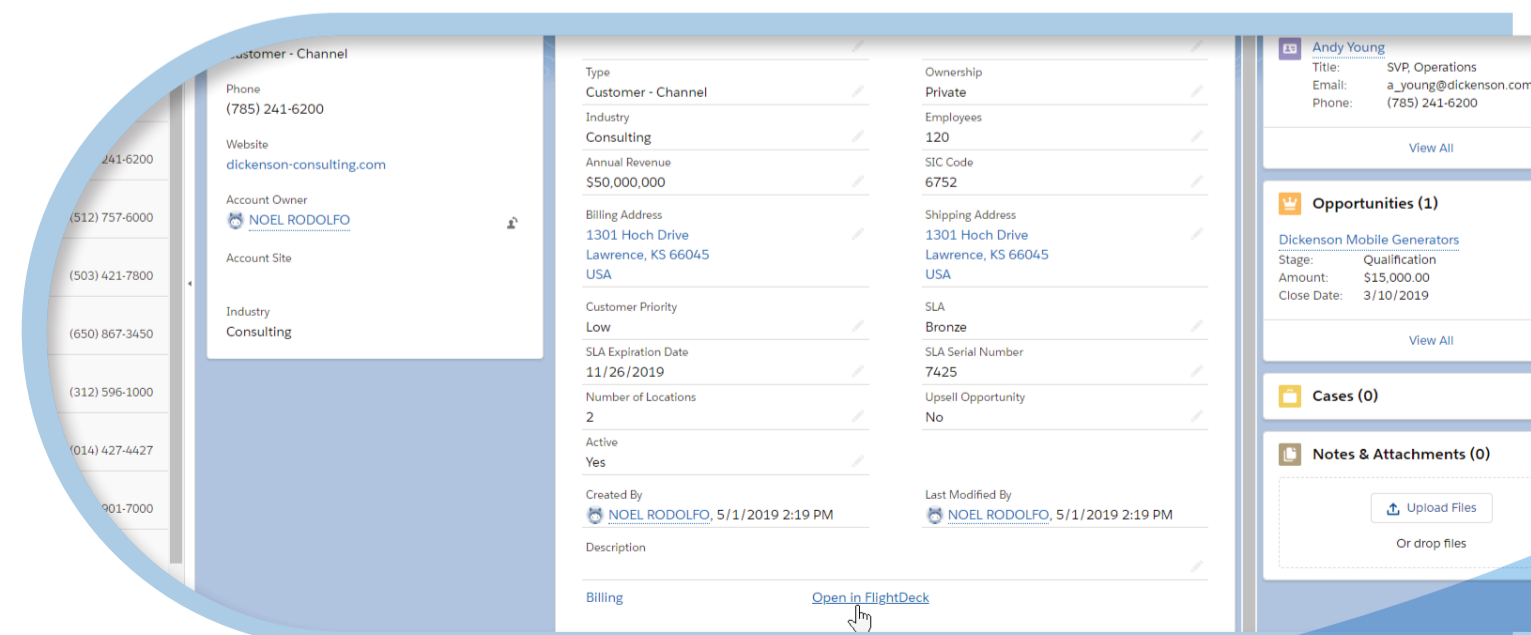 241-6200
(512) 757-6000
(503) 421-7800
(650) 867-3450
(312) 596-1000
(014) 427-4427
901-7000
Customer - Channel
Phone
(785) 241-6200
Website
dickenson-consulting.com
Account Owner
NOEL RODOLFO
Account Site
Industry
Consulting
Type
Customer - Channel
Ownership
Private
Industry
Consulting
Employees
120
Annual Revenue
$50,000,000
SIC Code
6752
Billing Address
1301 Hoch Drive
Lawrence, KS 66045
USA
Shipping Address
1301 Hoch Drive
Lawrence, KS 66045
USA
Customer Priority
Low
SLA
Bronze
SLA Expiration Date
11/26/2019
SLA Serial Number
7425
Number of Locations
2
Upsell Opportunity
No
Active
Yes
Created By
NOEL RODOLFO, 5/1/2019 2:19 PM
Last Modified By
NOEL RODOLFO, 5/1/2019 2:19 PM
Description
Billing
Open in FlightDeck
Andy Young
Title: SVP, Operations
Email: a_young@dickenson.com
Phone: (785) 241-6200
View All
Opportunities (1)
Dickenson Mobile Generators
Stage: Qualification
Amount: $15,000.00
Close Date: 3/10/2019
View All
Cases (0)
Notes & Attachments (0)
Upload Files
Or drop files